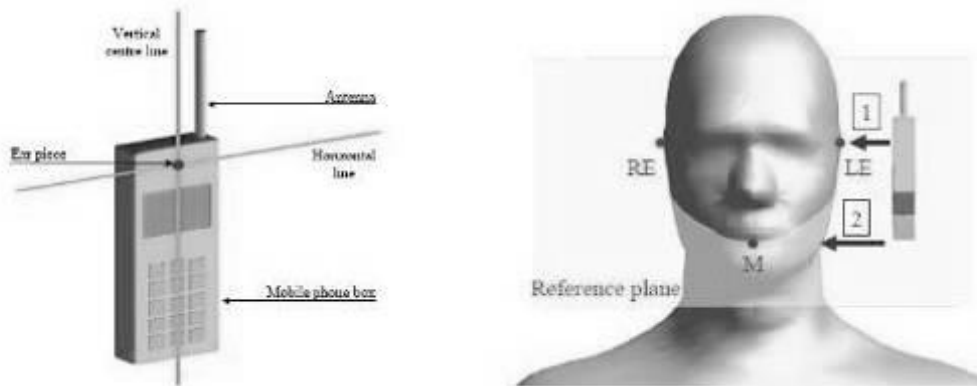 Vertical
centre line
Antenna
Ear piece
Horizontal
line
Mobile phone box
1
RE
LE
2
M
Reference plane